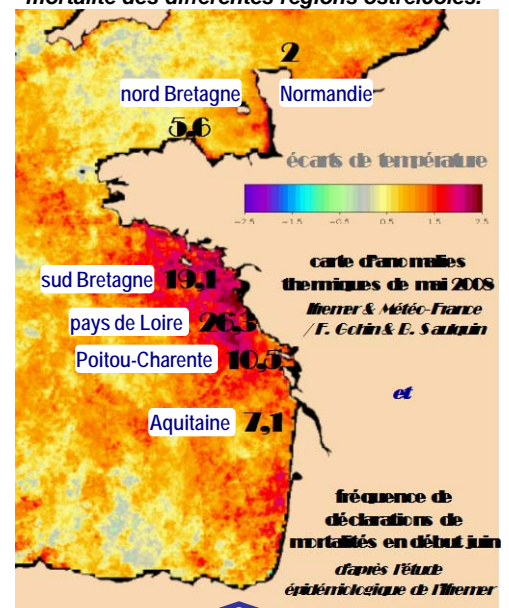 mortalité des différentes régions ostréicoles.
2
nord Bretagne Normandie
5,6
écarts de température
-2.5 -1.5 -0.5 0.5 1.5 2.5
carte d'anomalies
thermiques de mai 2008
Ifremer & Météo-France
/ F. Gohin & B. Saulquin
sud Bretagne 19,1
pays de Loire 26,3
Poitou-Charente 10,5
et
Aquitaine 7,1
fréquence de
déclarations de
mortalités en début juin
d'après l'étude
épidémiologique de l'Ifremer